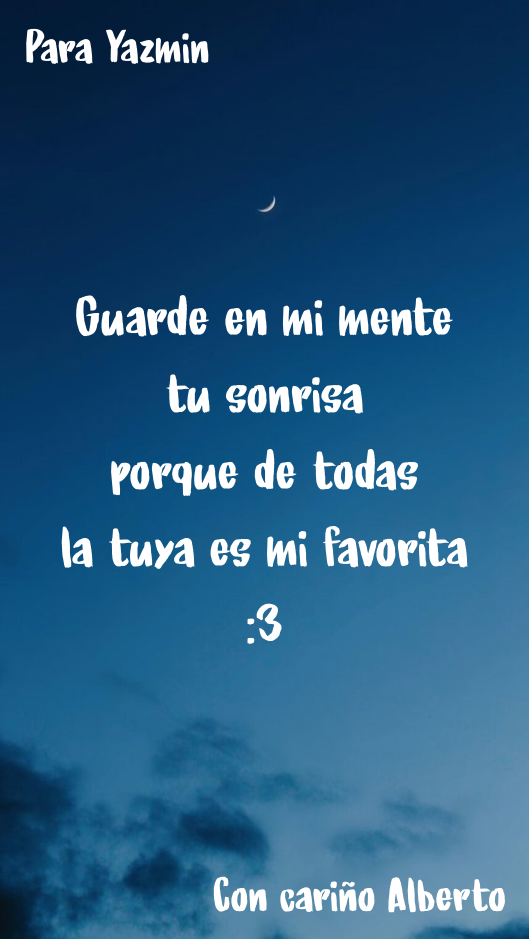 Para Yazmin
Guarde en mi mente
tu sonrisa
porque de todas
la tuya es mi favorita
:3
Con cariño Alberto